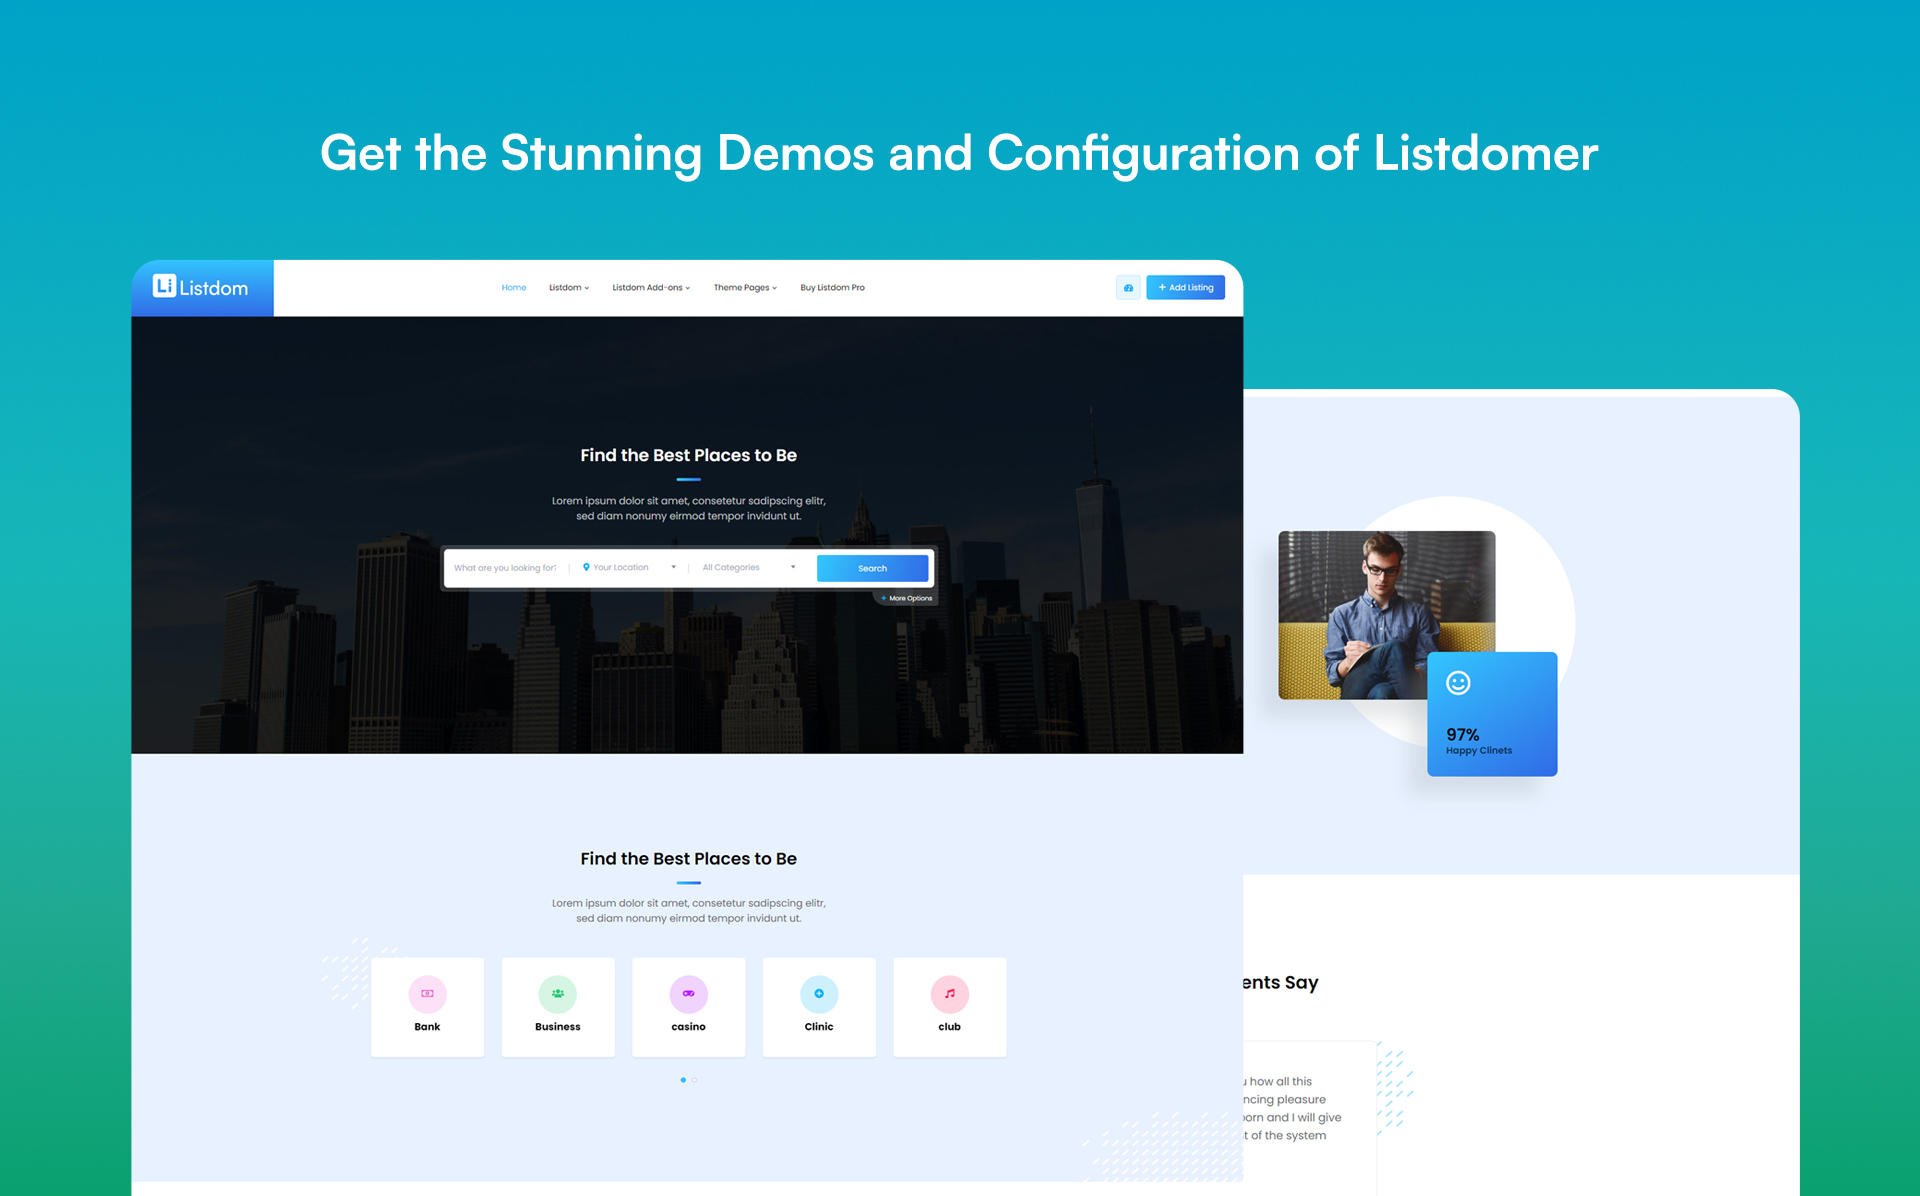 Get the Stunning Demos and Configuration of Listdomer
Li Listdom
Home
Listdom
Listdom Add-ons
Theme Pages
Buy Listdom Pro
+ Add Listing
Find the Best Places to Be
Lorem ipsum dolor sit amet, consetetur sadipscing elitr,
sed diam nonumy eirmod tempor invidunt ut.
What are you looking for?
Your Location
All Categories
Search
+ More Options
97%
Happy Clinets
Find the Best Places to Be
Lorem ipsum dolor sit amet, consetetur sadipscing elitr,
sed diam nonumy eirmod tempor invidunt ut.
Bank
Business
casino
Clinic
club
ents Say
how all this
ncing pleasure
orn and I will give
t of the system